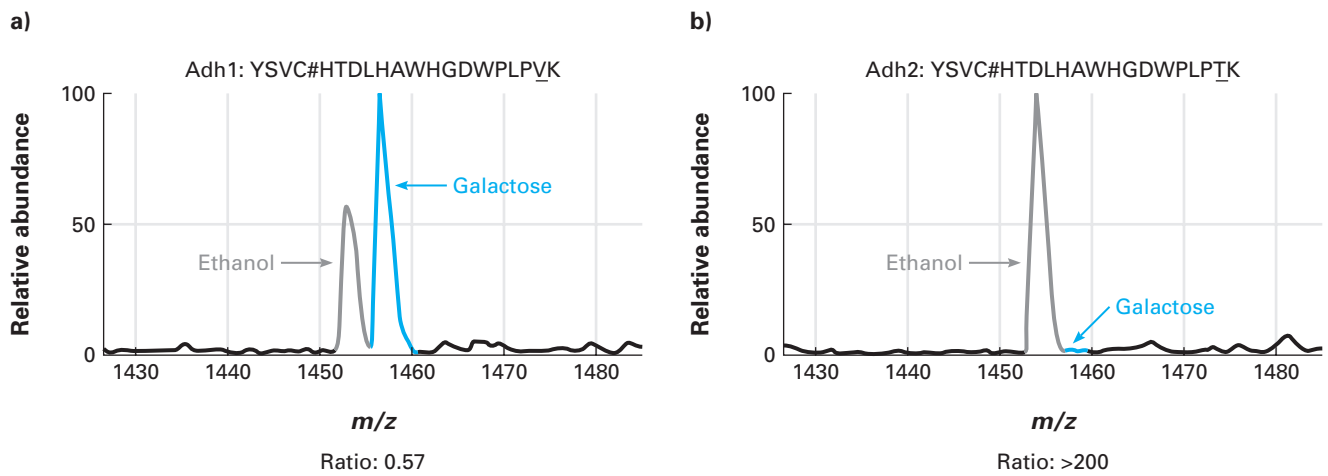 a)
Adh1: YSVC#HTDLHAWHGDWPLPVK
Relative abundance
100
50
0
Ethanol
Galactose
1430 1440 1450 1460 1470 1480
m/z
Ratio: 0.57
b)
Adh2: YSVC#HTDLHAWHGDWPLPTK
Relative abundance
100
50
0
Ethanol
Galactose
1430 1440 1450 1460 1470 1480
m/z
Ratio: >200